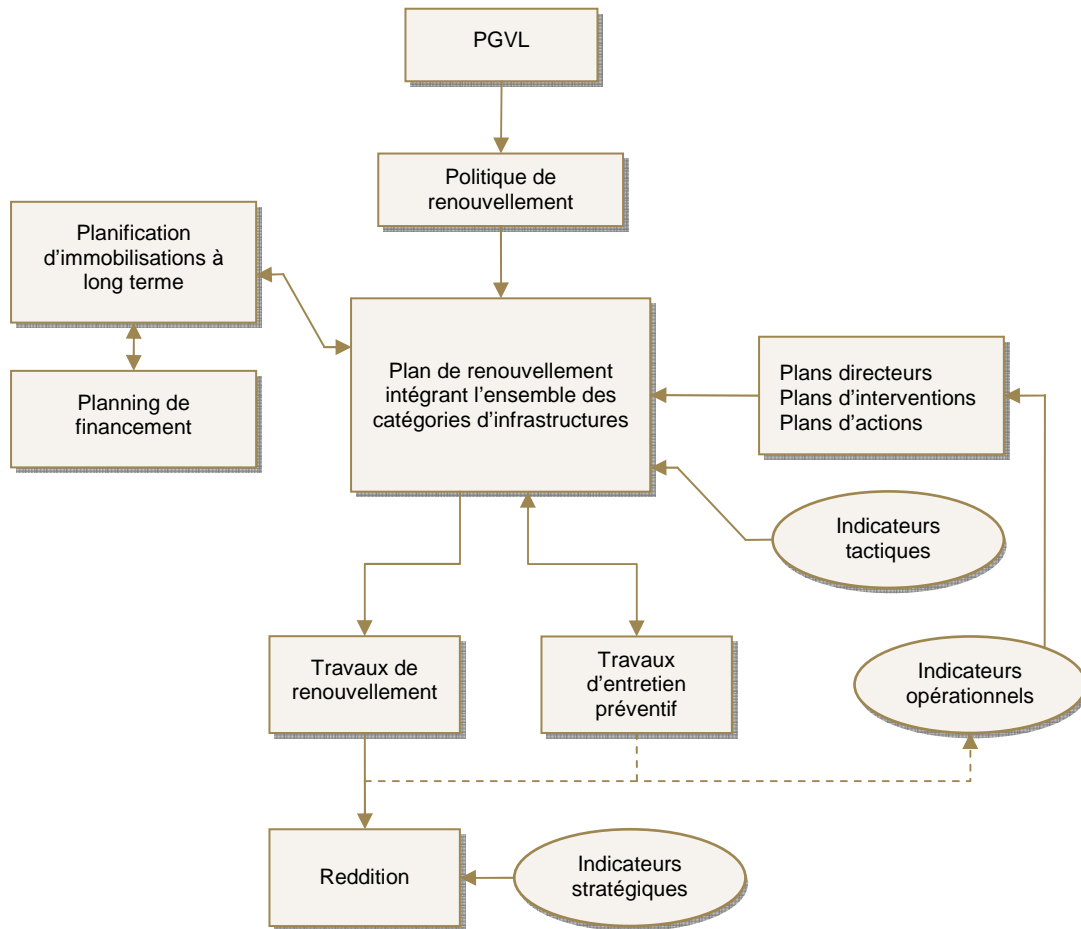 PGVL
Politique de
renouvellement
Planification
d’immobilisations à
long terme
Planning de
financement
Plan de renouvellement
intégrant l’ensemble des
catégories d’infrastructures
Plans directeurs
Plans d’interventions
Plans d’actions
Indicateurs
tactiques
Travaux de
renouvellement
Travaux
d’entretien
préventif
Indicateurs
opérationnels
Reddition
Indicateurs
stratégiques